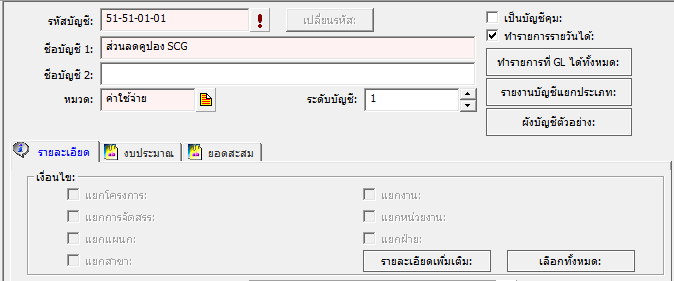 รหัสบัญชี: 51-51-01-01 ! เปลี่ยนรหัส: เป็นบัญชีคุม:
ชื่อบัญชี 1: ส่วนลดคูปอง SCG ทำรายการรายวันได้:
ชื่อบัญชี 2: ทำรายการที่ GL ได้ทั้งหมด:
หมวด: ค่าใช้จ่าย ระดับบัญชี: 1 รายงานบัญชีแยกประเภท:
ผังบัญชีตัวอย่าง:
รายละเอียด งบประมาณ ยอดสะสม
เงื่อนไข:
แยกโครงการ: แยกงาน:
แยกการจัดสรร: แยกหน่วยงาน:
แยกแผนก: แยกฝ่าย:
แยกสาขา: รายละเอียดเพิ่มเติม: เลือกทั้งหมด: